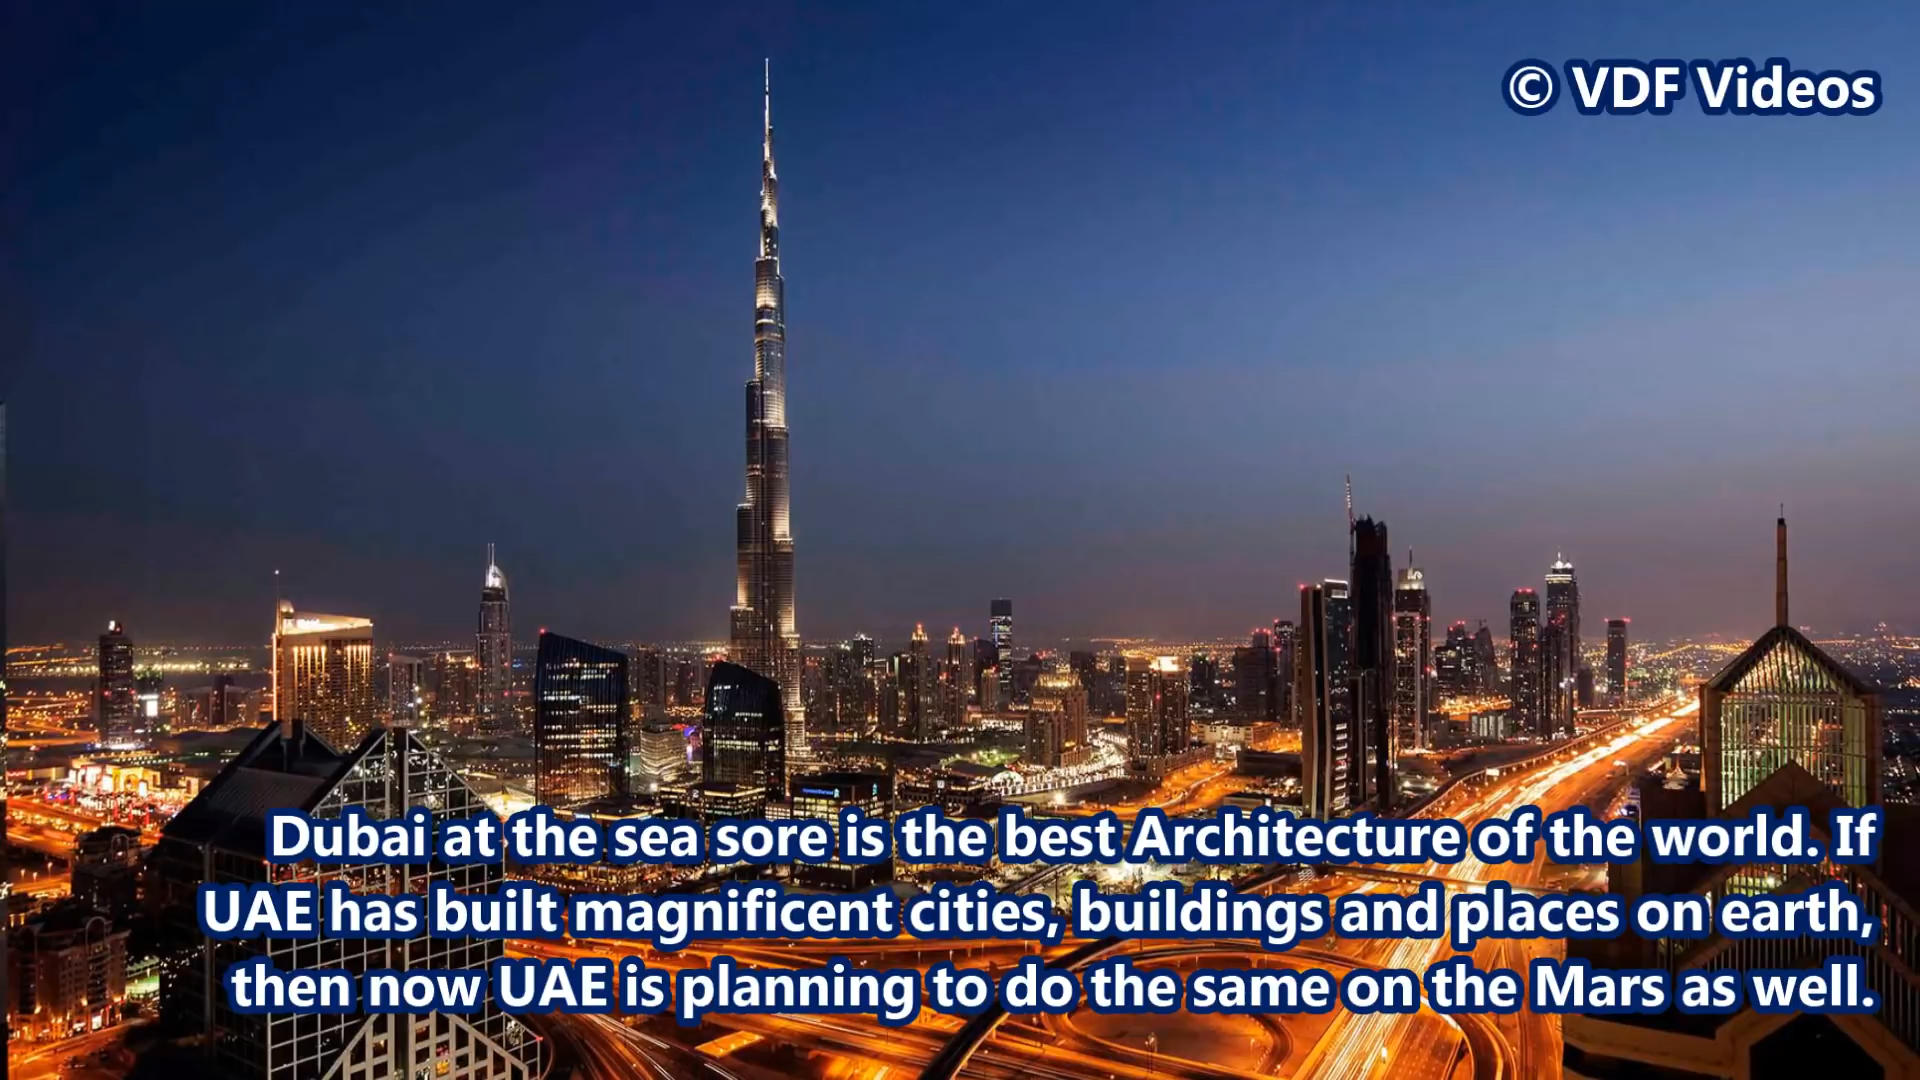 © VDF Videos
Dubai at the sea sore is the best Architecture of the world. If
UAE has built magnificent cities, buildings and places on earth,
then now UAE is planning to do the same on the Mars as well.